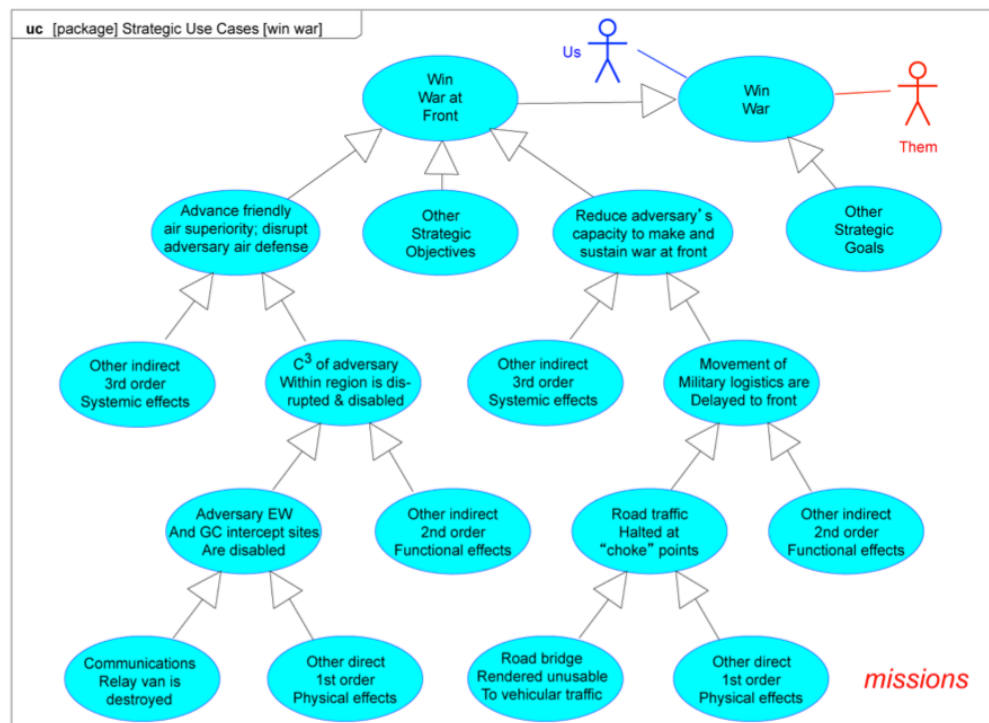 uc [package] Strategic Use Cases [win war]
Us
Win
War at
Front
Win
War
Them
Advance friendly
air superiority; disrupt
adversary air defense
Other
Strategic
Objectives
Reduce adversary's
capacity to make and
sustain war at front
Other
Strategic
Goals
Other indirect
3rd order
Systemic effects
C³ of adversary
Within region is dis-
rupted & disabled
Other indirect
3rd order
Systemic effects
Movement of
Military logistics are
Delayed to front
Adversary EW
And GC intercept sites
Are disabled
Other indirect
2nd order
Functional effects
Road traffic
Halted at
“choke” points
Other indirect
2nd order
Functional effects
Communications
Relay van is
destroyed
Other direct
1st order
Physical effects
Road bridge
Rendered unusable
To vehicular traffic
Other direct
1st order
Physical effects
missions